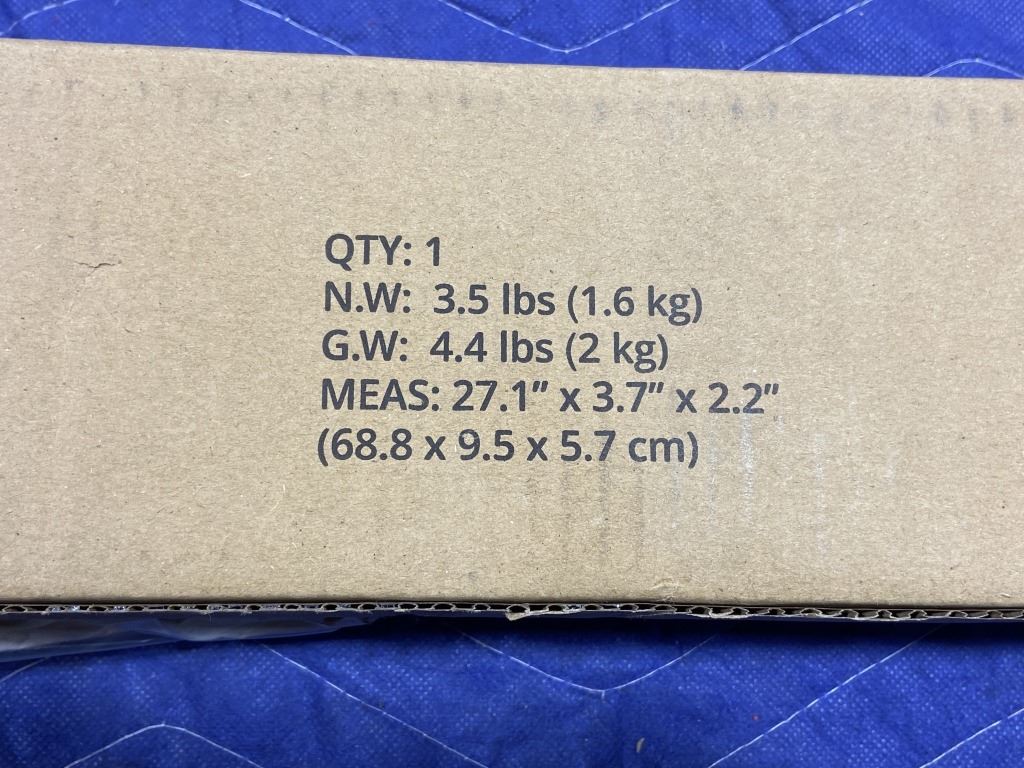 QTY: 1
N.W:  3.5 lbs (1.6 kg)
G.W:  4.4 lbs (2 kg)
MEAS: 27.1” x 3.7” x 2.2”
(68.8 x 9.5 x 5.7 cm)